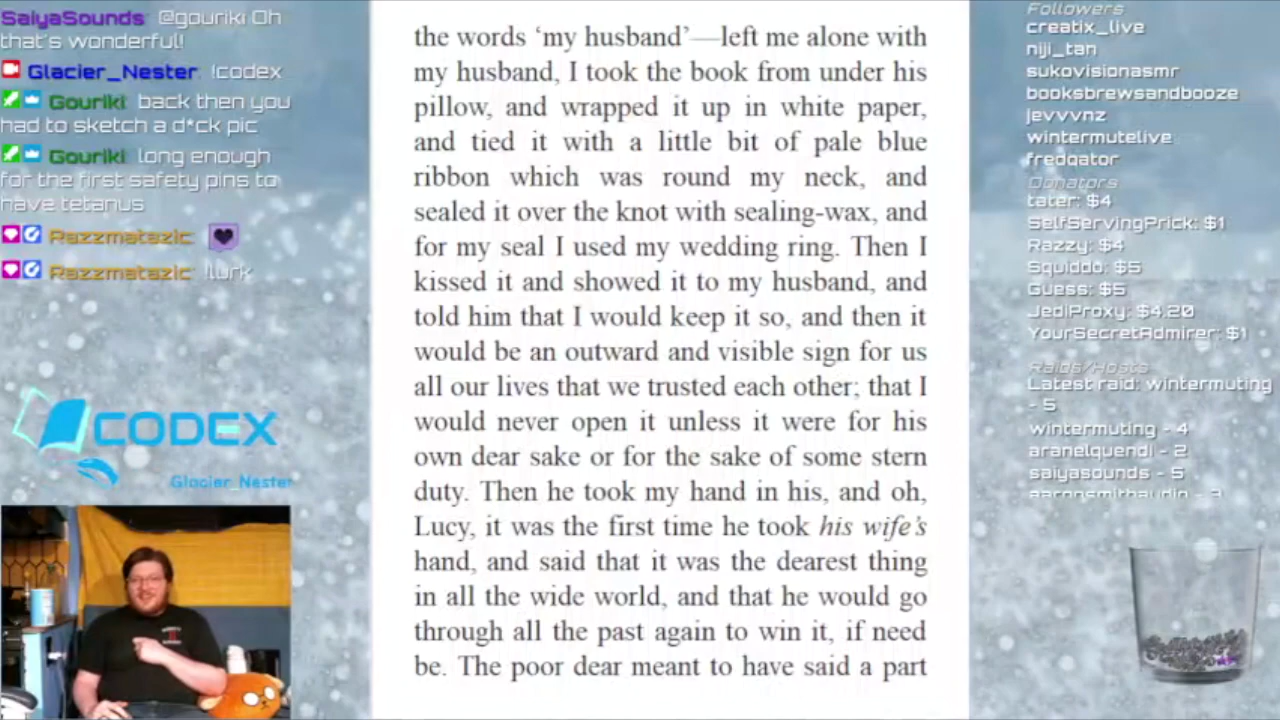 SaiyaSounds: @gouriki Oh
that's wonderful!
Glacier_Nester: !codex
Gouriki: back then you
had to sketch a d*ck pic
Gouriki: long enough
for the first safety pins to
have tetanus
Razzmatazic:
Razzmatazic: !lurk
CODEX
Glacier_Nester
the words ‘my husband’—left me alone with
my husband, I took the book from under his
pillow, and wrapped it up in white paper,
and tied it with a little bit of pale blue
ribbon which was round my neck, and
sealed it over the knot with sealing-wax, and
for my seal I used my wedding ring. Then I
kissed it and showed it to my husband, and
told him that I would keep it so, and then it
would be an outward and visible sign for us
all our lives that we trusted each other; that I
would never open it unless it were for his
own dear sake or for the sake of some stern
duty. Then he took my hand in his, and oh,
Lucy, it was the first time he took his wife’s
hand, and said that it was the dearest thing
in all the wide world, and that he would go
through all the past again to win it, if need
be. The poor dear meant to have said a part
Followers
creatix_live
niji_tan
sukovisionasmr
booksbrewsandbooze
jevvvnz
wintermutelive
fredgator
Donators
tater: $4
SelfServingPrick: $1
Razzy: $4
Squiddo: $5
Guess: $5
JediProxy: $4.20
YourSecretAdmirer: $1
Raids/Hosts
Latest raid: wintermuting
- 5
wintermuting - 4
aranelquendi - 2
saiyasounds - 5
aaronsmithaudio - 3